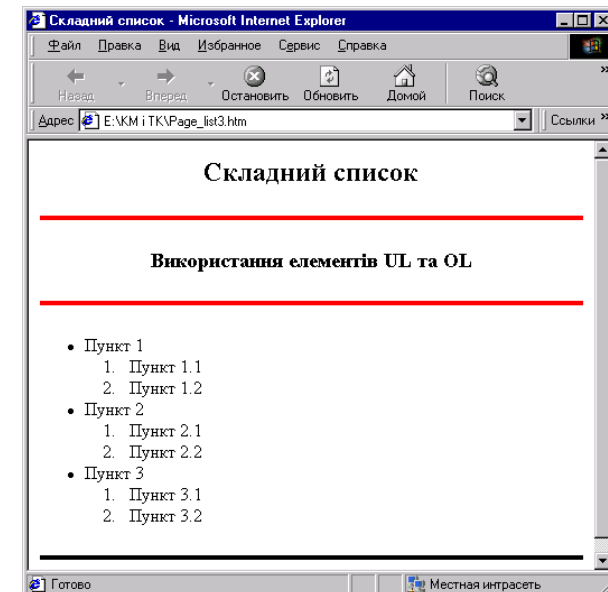 Складний список - Microsoft Internet Explorer
Файл Правка Вид Избранное Сервис Справка
Назад Вперед Остановить Обновить Домой Поиск »
Адрес E:\KM i TK\Page_list3.htm Ссылки »
Складний список
Використання елементів UL та OL
• Пункт 1
1. Пункт 1.1
2. Пункт 1.2
• Пункт 2
1. Пункт 2.1
2. Пункт 2.2
• Пункт 3
1. Пункт 3.1
2. Пункт 3.2
Готово Местная интрасеть